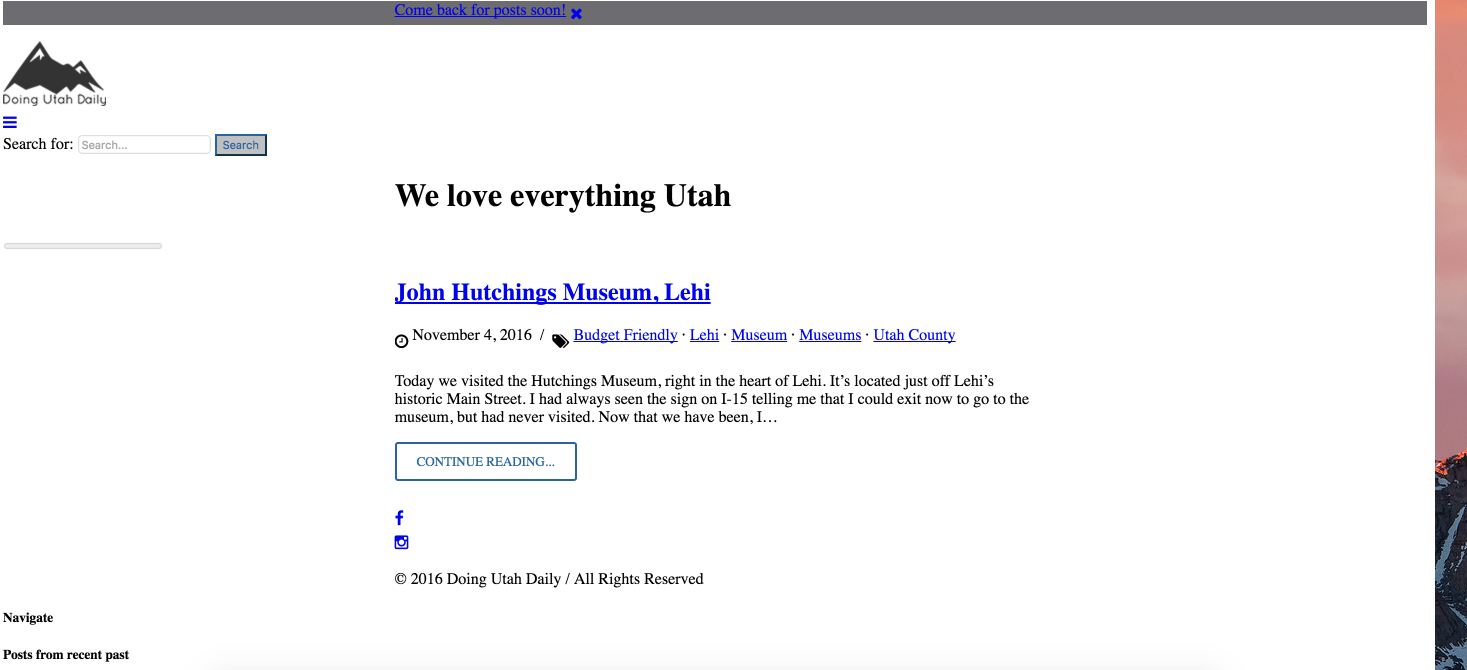 Come back for posts soon!
Doing Utah Daily
Search for: Search... Search
We love everything Utah
John Hutchings Museum, Lehi
November 4, 2016 / Budget Friendly · Lehi · Museum · Museums · Utah County
Today we visited the Hutchings Museum, right in the heart of Lehi. It’s located just off Lehi’s
historic Main Street. I had always seen the sign on I-15 telling me that I could exit now to go to the
museum, but had never visited. Now that we have been, I…
CONTINUE READING...
© 2016 Doing Utah Daily / All Rights Reserved
Navigate
Posts from recent past